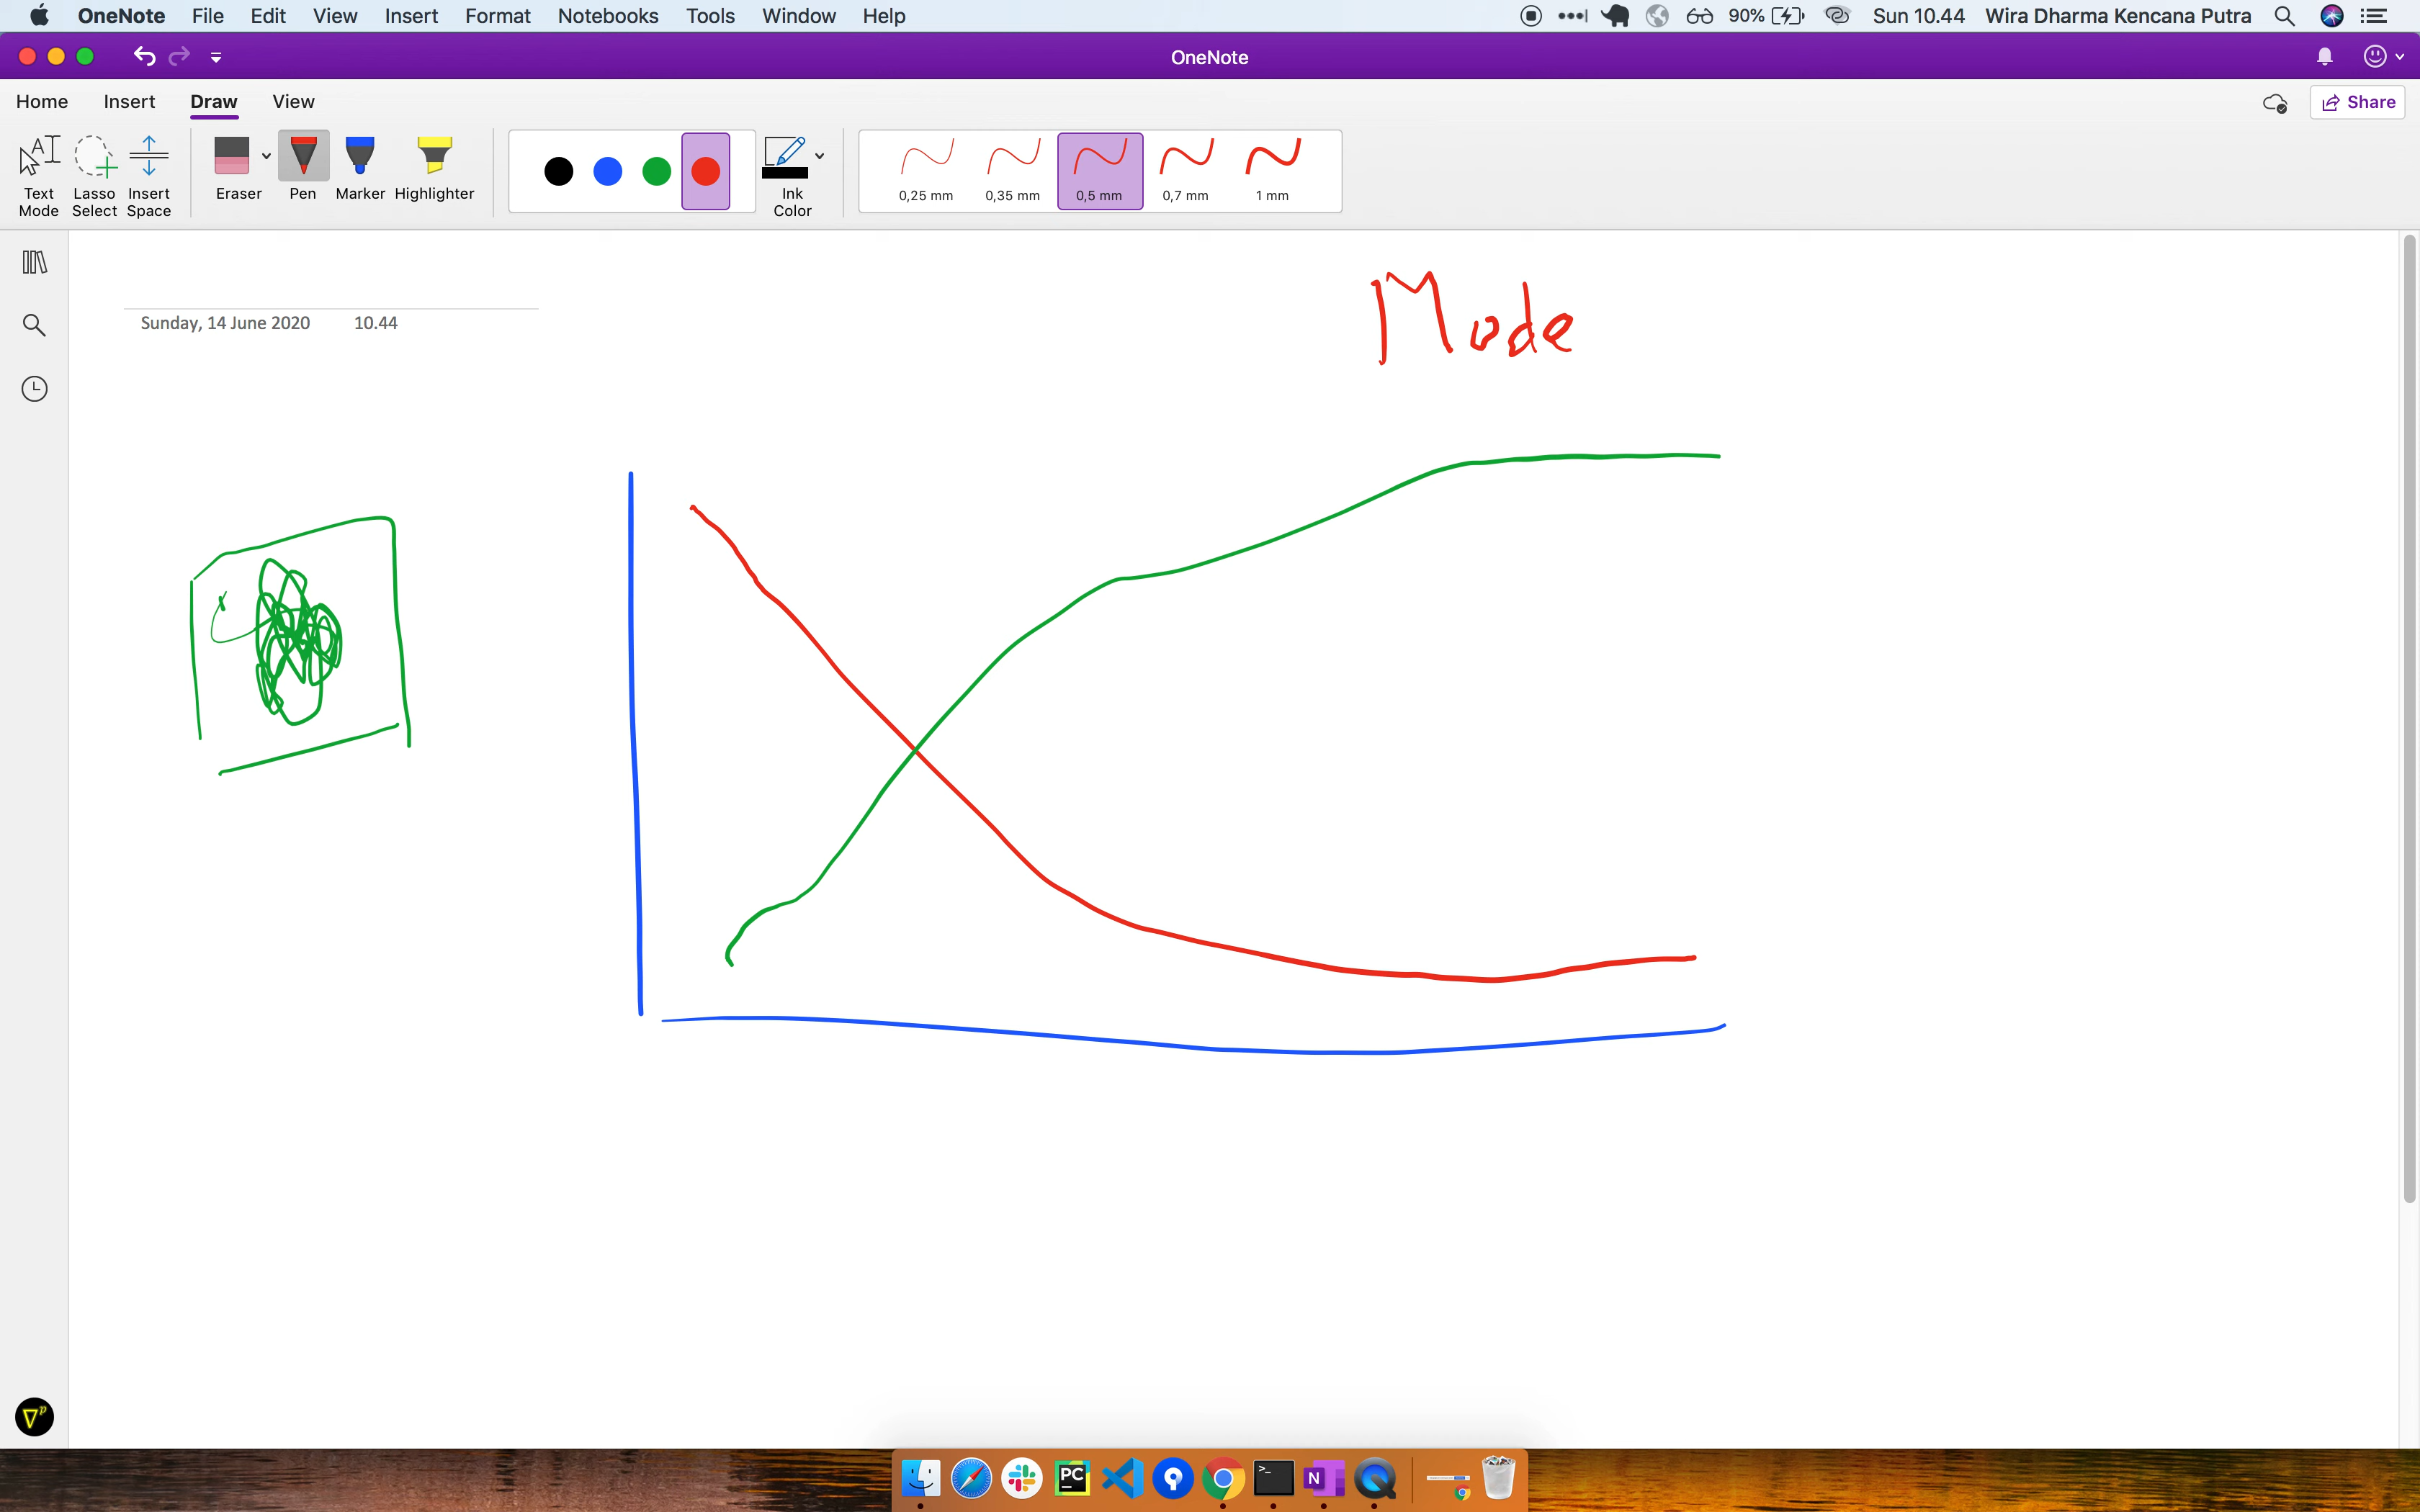 OneNote File Edit View Insert Format Notebooks Tools Window Help 90% Sun 10.44 Wira Dharma Kencana Putra
OneNote
Home Insert Draw View Share
Text Mode Lasso Select Insert Space Eraser Pen Marker Highlighter Ink Color 0,25 mm 0,35 mm 0,5 mm 0,7 mm 1 mm
Mode
Sunday, 14 June 2020 10.44
∇p
PC >_ N